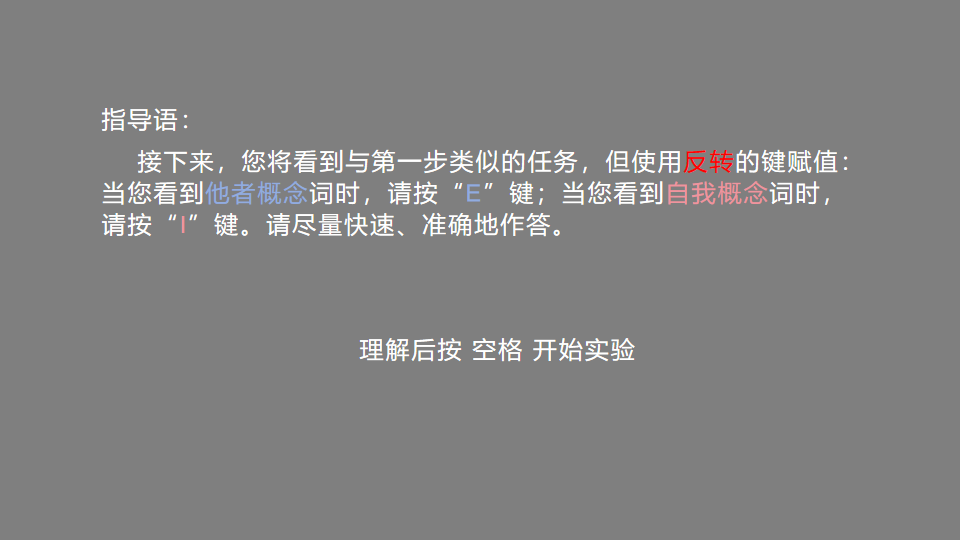 指导语：
接下来，您将看到与第一步类似的任务，但使用反转的键赋值：
当您看到他者概念词时，请按“E”键；当您看到自我概念词时，
请按“I”键。请尽量快速、准确地作答。
理解后按 空格 开始实验